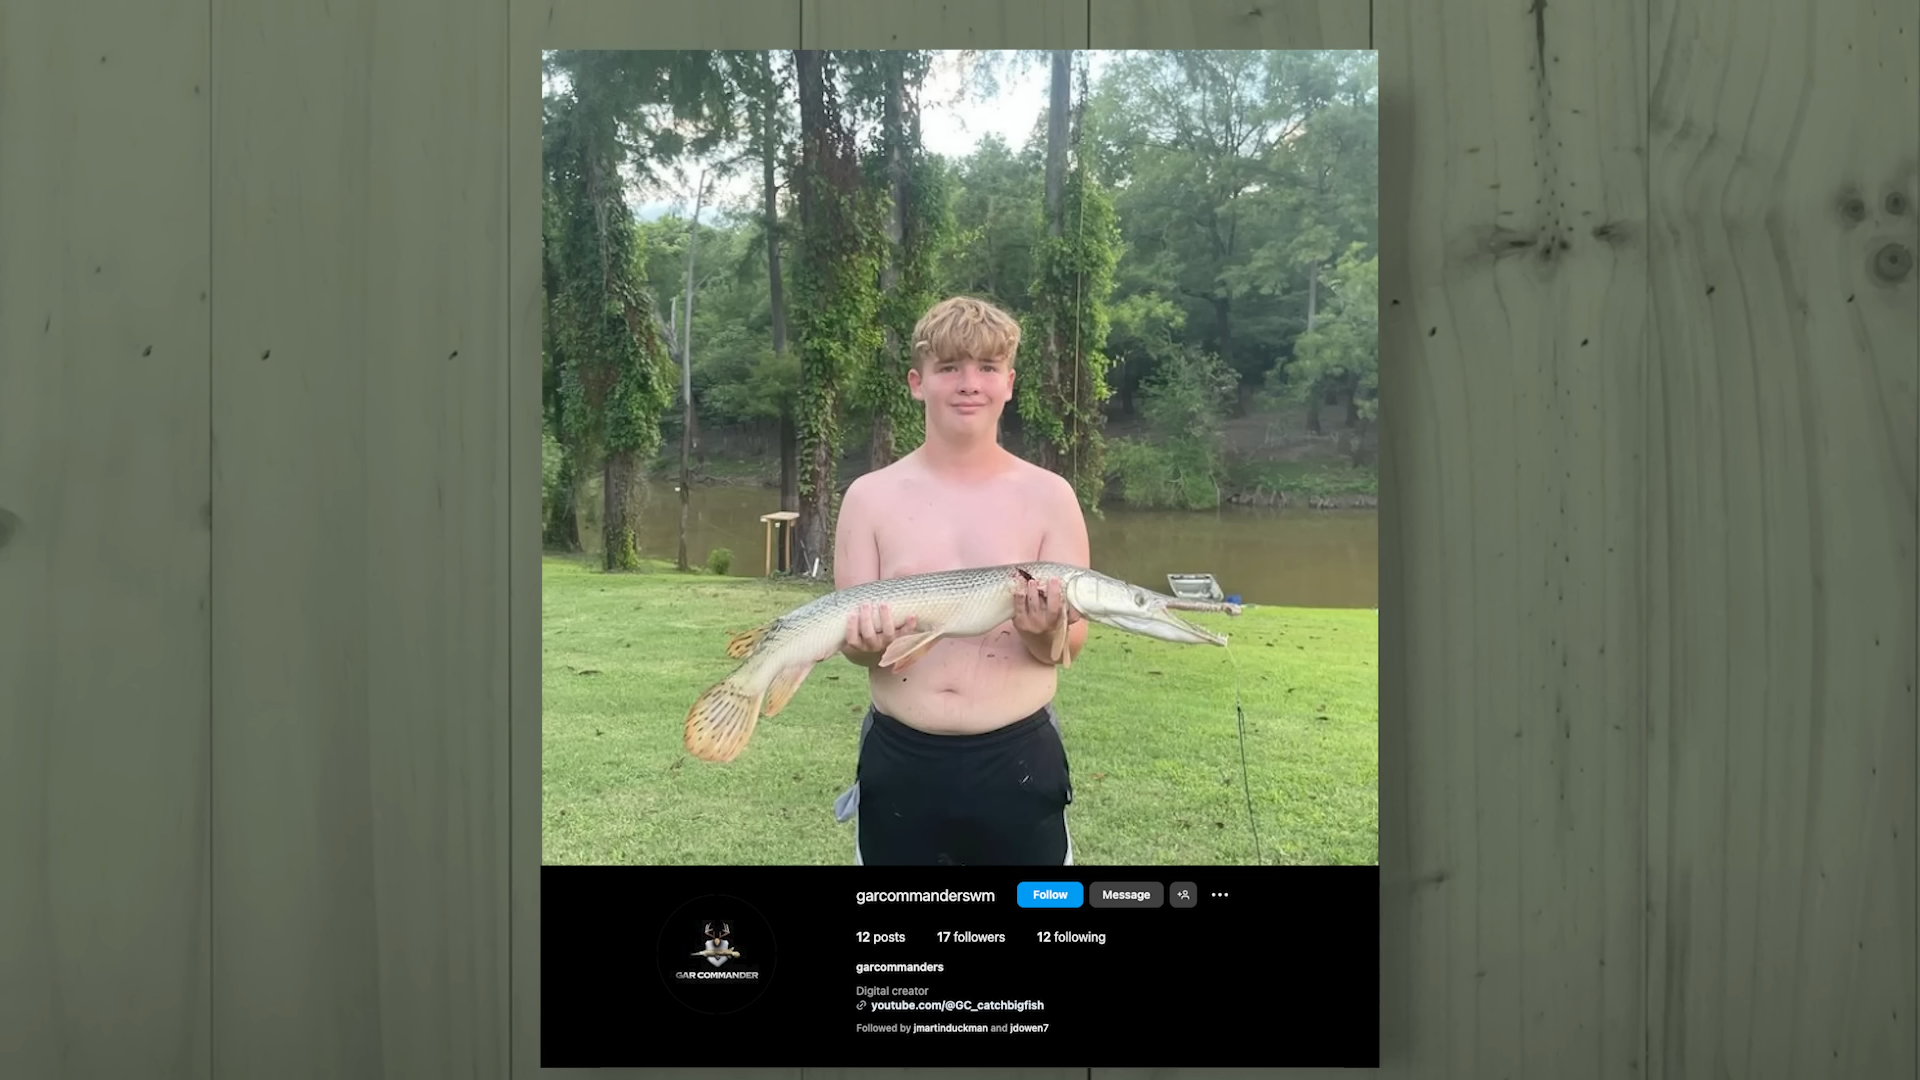 garcommanderswm Follow Message
12 posts 17 followers 12 following
garcommanders
Digital creator
youtube.com/@GC_catchbigfish
Followed by jmartinduckman and jdowen7
GAR COMMANDER